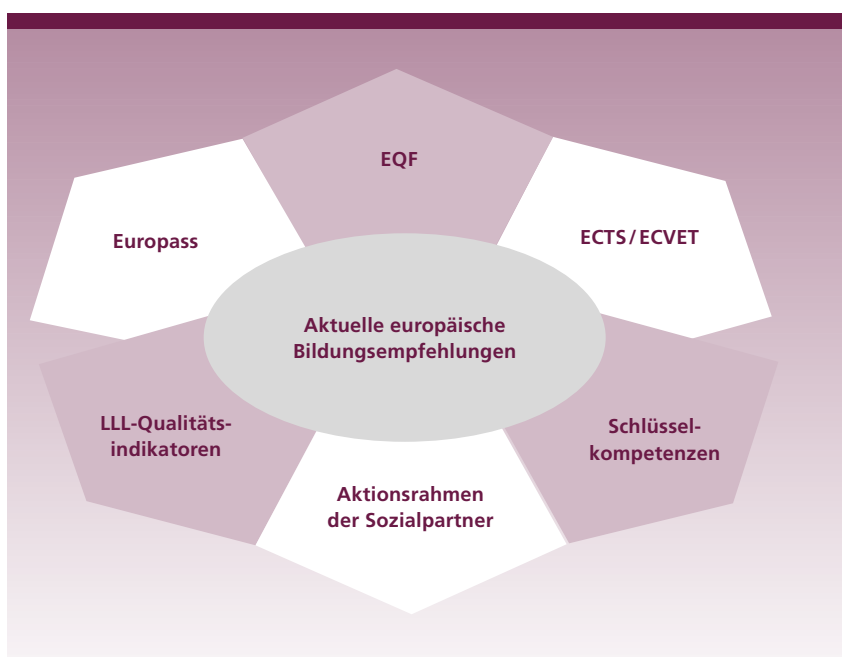 EQF
Europass
ECTS/ECVET
Aktuelle europäische
Bildungsempfehlungen
LLL-Qualitäts-
indikatoren
Schlüssel-
kompetenzen
Aktionsrahmen
der Sozialpartner